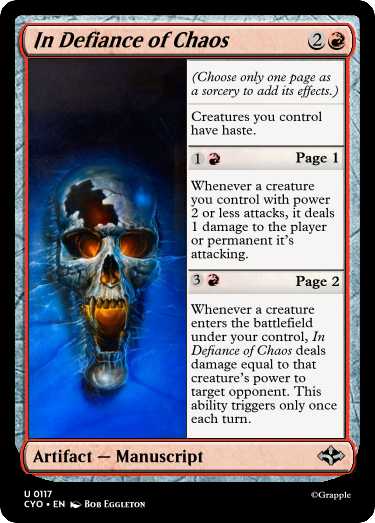 In Defiance of Chaos 2
(Choose only one page as
a sorcery to add its effects.)
Creatures you control
have haste.
1 Page 1
Whenever a creature
you control with power
2 or less attacks, it deals
1 damage to the player
or permanent it's
attacking.
3 Page 2
Whenever a creature
enters the battlefield
under your control, In
Defiance of Chaos deals
damage equal to that
creature's power to
target opponent. This
ability triggers only once
each turn.
Artifact — Manuscript
U 0117
CYO • EN Bob Eggleton
©Grapple